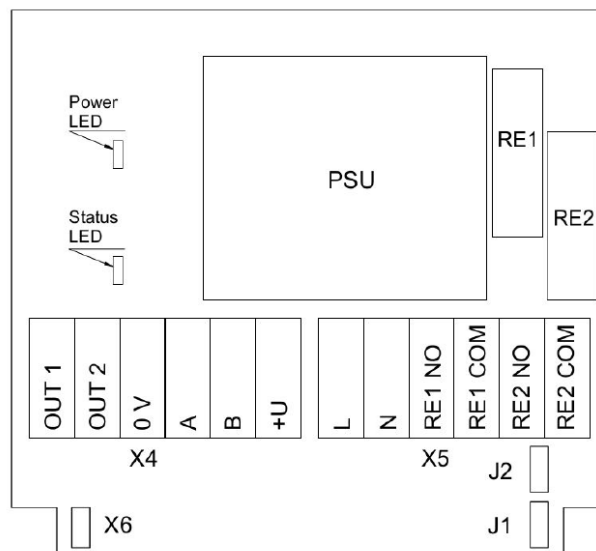 Power
LED
RE1
PSU
RE2
Status
LED
OUT 1
OUT 2
0 V
A
B
+U
L
N
RE1 NO
RE1 COM
RE2 NO
RE2 COM
X4
X5
J2
X6
J1